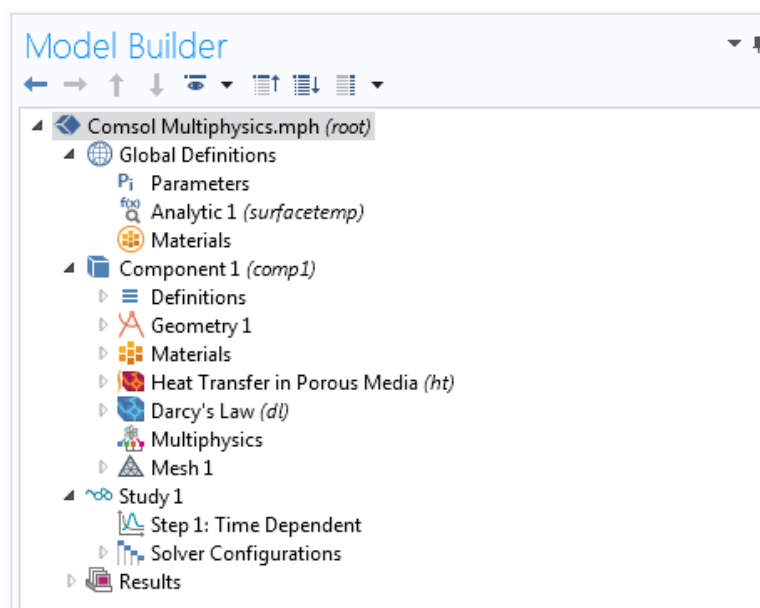 Model Builder
Comsol Multiphysics.mph (root)
Global Definitions
Pi Parameters
f(x) Analytic 1 (surfacetemp)
Materials
Component 1 (comp1)
Definitions
Geometry 1
Materials
Heat Transfer in Porous Media (ht)
Darcy's Law (dl)
Multiphysics
Mesh 1
Study 1
Step 1: Time Dependent
Solver Configurations
Results